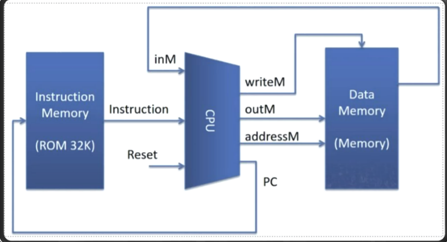 inM
Instruction
Memory
(ROM 32K)
Instruction
Reset
CPU
writeM
outM
addressM
PC
Data
Memory
(Memory)